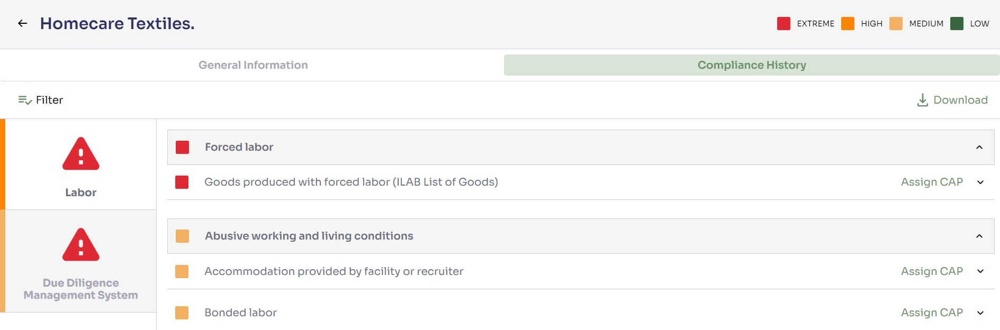 Homecare Textiles.
EXTREME
HIGH
MEDIUM
LOW
General Information
Compliance History
Filter
Download
Labor
Due Diligence
Management System
Forced labor
Goods produced with forced labor (ILAB List of Goods)
Assign CAP
Abusive working and living conditions
Accommodation provided by facility or recruiter
Assign CAP
Bonded labor
Assign CAP